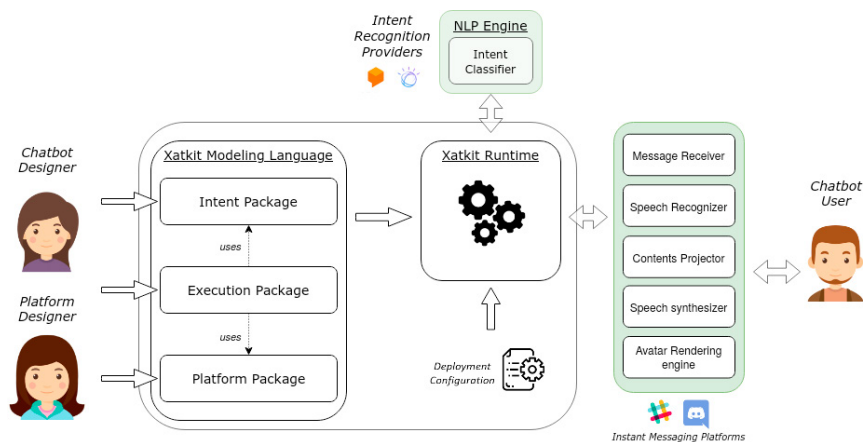 Intent
Recognition
Providers
NLP Engine
Intent
Classifier
Chatbot
Designer
Platform
Designer
Xatkit Modeling Language
Intent Package
uses
Execution Package
uses
Platform Package
Xatkit Runtime
Deployment
Configuration
Message Receiver
Speech Recognizer
Contents Projector
Speech synthesizer
Avatar Rendering
engine
Instant Messaging Platforms
Chatbot
User